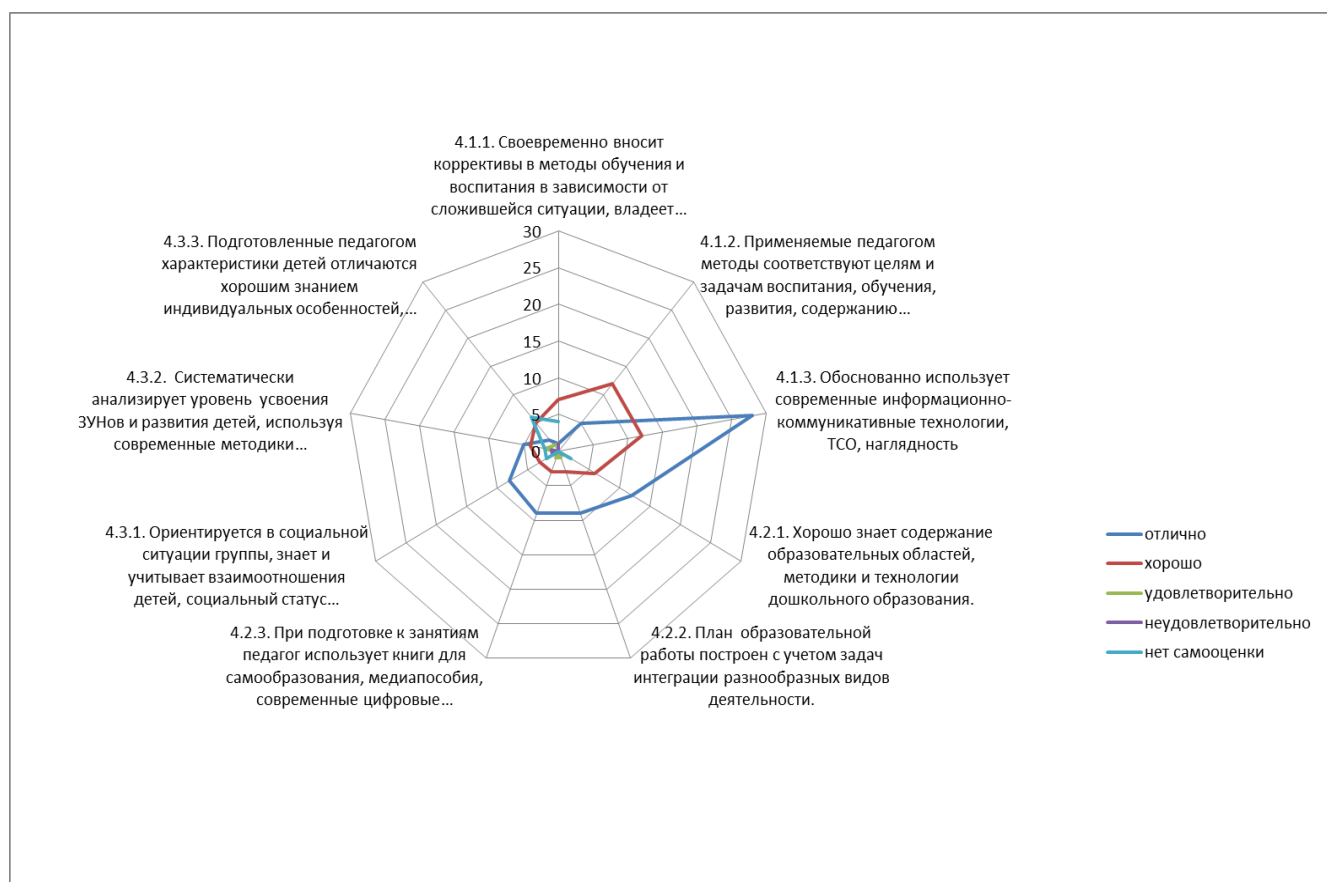 4.1.1. Своевременно вносит
коррективы в методы обучения и
воспитания в зависимости от
сложившейся ситуации, владеет…
4.1.2. Применяемые педагогом
методы соответствуют целям и
задачам воспитания, обучения,
развития, содержанию…
4.1.3. Обоснованно использует
современные информационно-
коммуникативные технологии,
ТСО, наглядность
4.2.1. Хорошо знает содержание
образовательных областей,
методики и технологии
дошкольного образования.
4.2.2. План образовательной
работы построен с учетом задач
интеграции разнообразных видов
деятельности.
4.2.3. При подготовке к занятиям
педагог использует книги для
самообразования, медиапособия,
современные цифровые…
4.3.1. Ориентируется в социальной
ситуации группы, знает и
учитывает взаимоотношения
детей, социальный статус…
4.3.2. Систематически
анализирует уровень усвоения
ЗУНов и развития детей, используя
современные методики…
4.3.3. Подготовленные педагогом
характеристики детей отличаются
хорошим знанием
индивидуальных особенностей,…
30
25
20
15
10
5
0
отлично
хорошо
удовлетворительно
неудовлетворительно
нет самооценки